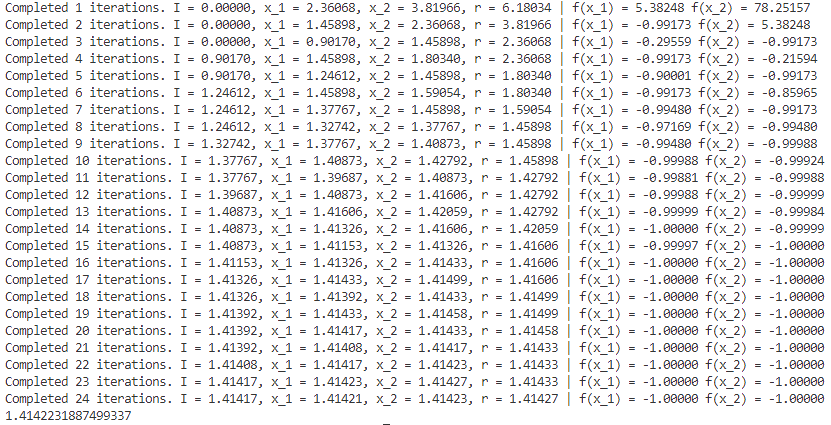 Completed 1 iterations. I = 0.00000, x_1 = 2.36068, x_2 = 3.81966, r = 6.18034 | f(x_1) = 5.38248 f(x_2) = 78.25157
Completed 2 iterations. I = 0.00000, x_1 = 1.45898, x_2 = 2.36068, r = 3.81966 | f(x_1) = -0.99173 f(x_2) = 5.38248
Completed 3 iterations. I = 0.00000, x_1 = 0.90170, x_2 = 1.45898, r = 2.36068 | f(x_1) = -0.29559 f(x_2) = -0.99173
Completed 4 iterations. I = 0.90170, x_1 = 1.45898, x_2 = 1.80340, r = 2.36068 | f(x_1) = -0.99173 f(x_2) = -0.21594
Completed 5 iterations. I = 0.90170, x_1 = 1.24612, x_2 = 1.45898, r = 1.80340 | f(x_1) = -0.90001 f(x_2) = -0.99173
Completed 6 iterations. I = 1.24612, x_1 = 1.45898, x_2 = 1.59054, r = 1.80340 | f(x_1) = -0.99173 f(x_2) = -0.85965
Completed 7 iterations. I = 1.24612, x_1 = 1.37767, x_2 = 1.45898, r = 1.59054 | f(x_1) = -0.99480 f(x_2) = -0.99173
Completed 8 iterations. I = 1.24612, x_1 = 1.32742, x_2 = 1.37767, r = 1.45898 | f(x_1) = -0.97169 f(x_2) = -0.99480
Completed 9 iterations. I = 1.32742, x_1 = 1.37767, x_2 = 1.40873, r = 1.45898 | f(x_1) = -0.99480 f(x_2) = -0.99988
Completed 10 iterations. I = 1.37767, x_1 = 1.40873, x_2 = 1.42792, r = 1.45898 | f(x_1) = -0.99988 f(x_2) = -0.99924
Completed 11 iterations. I = 1.37767, x_1 = 1.39687, x_2 = 1.40873, r = 1.42792 | f(x_1) = -0.99881 f(x_2) = -0.99988
Completed 12 iterations. I = 1.39687, x_1 = 1.40873, x_2 = 1.41606, r = 1.42792 | f(x_1) = -0.99988 f(x_2) = -0.99999
Completed 13 iterations. I = 1.40873, x_1 = 1.41606, x_2 = 1.42059, r = 1.42792 | f(x_1) = -0.99999 f(x_2) = -0.99984
Completed 14 iterations. I = 1.40873, x_1 = 1.41326, x_2 = 1.41606, r = 1.42059 | f(x_1) = -1.00000 f(x_2) = -0.99999
Completed 15 iterations. I = 1.40873, x_1 = 1.41153, x_2 = 1.41326, r = 1.41606 | f(x_1) = -0.99997 f(x_2) = -1.00000
Completed 16 iterations. I = 1.41153, x_1 = 1.41326, x_2 = 1.41433, r = 1.41606 | f(x_1) = -1.00000 f(x_2) = -1.00000
Completed 17 iterations. I = 1.41326, x_1 = 1.41433, x_2 = 1.41499, r = 1.41606 | f(x_1) = -1.00000 f(x_2) = -1.00000
Completed 18 iterations. I = 1.41326, x_1 = 1.41392, x_2 = 1.41433, r = 1.41499 | f(x_1) = -1.00000 f(x_2) = -1.00000
Completed 19 iterations. I = 1.41392, x_1 = 1.41433, x_2 = 1.41458, r = 1.41499 | f(x_1) = -1.00000 f(x_2) = -1.00000
Completed 20 iterations. I = 1.41392, x_1 = 1.41417, x_2 = 1.41433, r = 1.41458 | f(x_1) = -1.00000 f(x_2) = -1.00000
Completed 21 iterations. I = 1.41392, x_1 = 1.41408, x_2 = 1.41417, r = 1.41433 | f(x_1) = -1.00000 f(x_2) = -1.00000
Completed 22 iterations. I = 1.41408, x_1 = 1.41417, x_2 = 1.41423, r = 1.41433 | f(x_1) = -1.00000 f(x_2) = -1.00000
Completed 23 iterations. I = 1.41417, x_1 = 1.41423, x_2 = 1.41427, r = 1.41433 | f(x_1) = -1.00000 f(x_2) = -1.00000
Completed 24 iterations. I = 1.41417, x_1 = 1.41421, x_2 = 1.41423, r = 1.41427 | f(x_1) = -1.00000 f(x_2) = -1.00000
1.4142231887499337